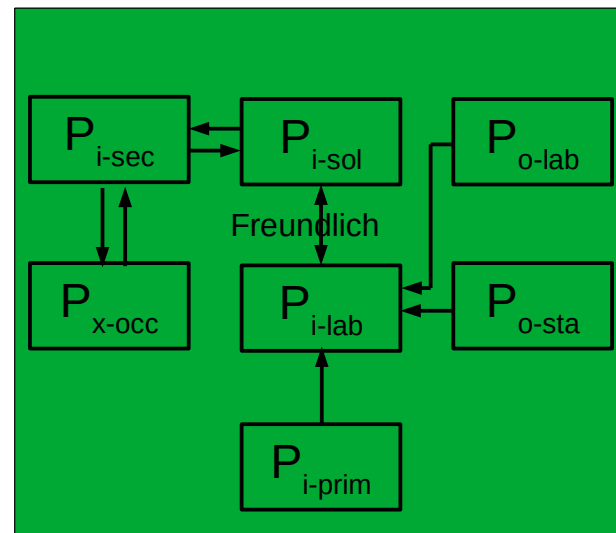 P i-sec
P i-sol
P o-lab
Freundlich
P x-occ
P i-lab
P o-sta
P i-prim